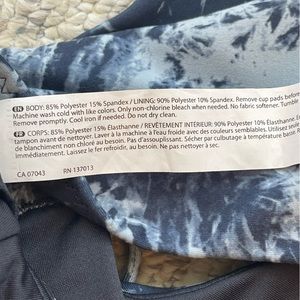 EN BODY: 85% Polyester 15% Spandex / LINING: 90% Polyester 10% Spandex. Remove cup pads before
Machine wash cold with like colors. Only non-chlorine bleach when needed. No fabric softener. Tumble
Remove promptly. Cool iron if needed. Do not dry clean.
FR CORPS: 85% Polyester 15% Élasthanne / REVÊTEMENT INTÉRIEUR: 90% Polyester 10% Élasthanne. En
tampon avant de nettoyer. Laver à la machine à l'eau froide avec des couleurs similaires. Seulement
de blanchiment non chloré au besoin. Pas assouplissant. Sécher par culbutage à température basse
immédiatement. Laissez le fer refroidir, au besoin. Ne pas nettoyer à sec.
CA 07043 RN 137013